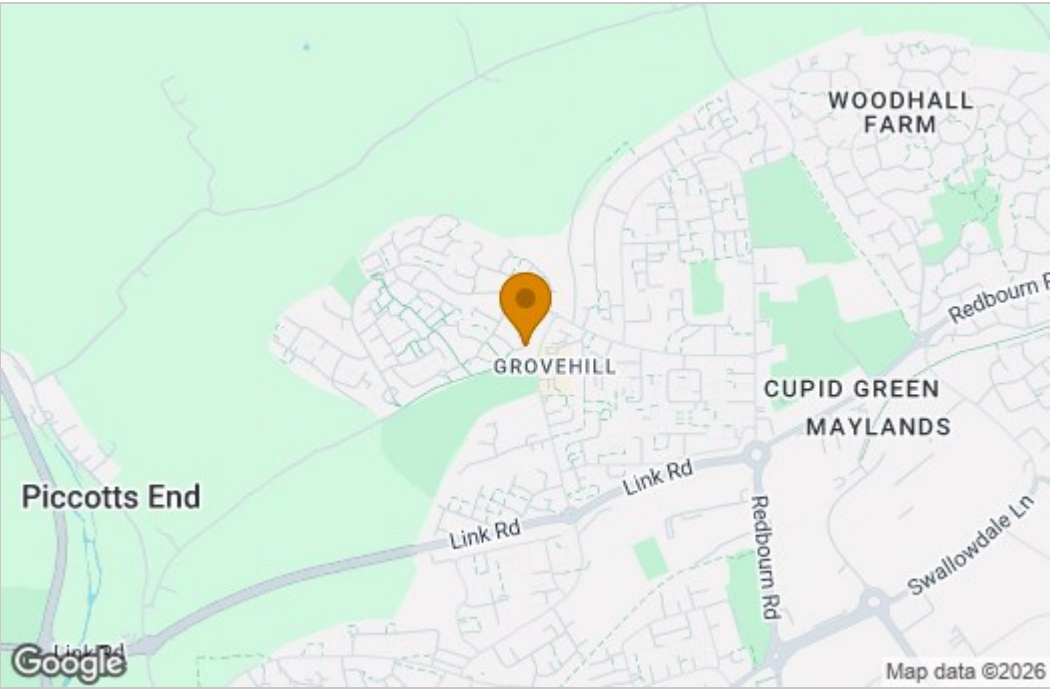 WOODHALL
FARM
Redbourn R
GROVEHILL
CUPID GREEN
MAYLANDS
Link Rd
Piccotts End
Link Rd
Redbourn Rd
Swallowdale Ln
Link Rd
Google
Map data ©2026